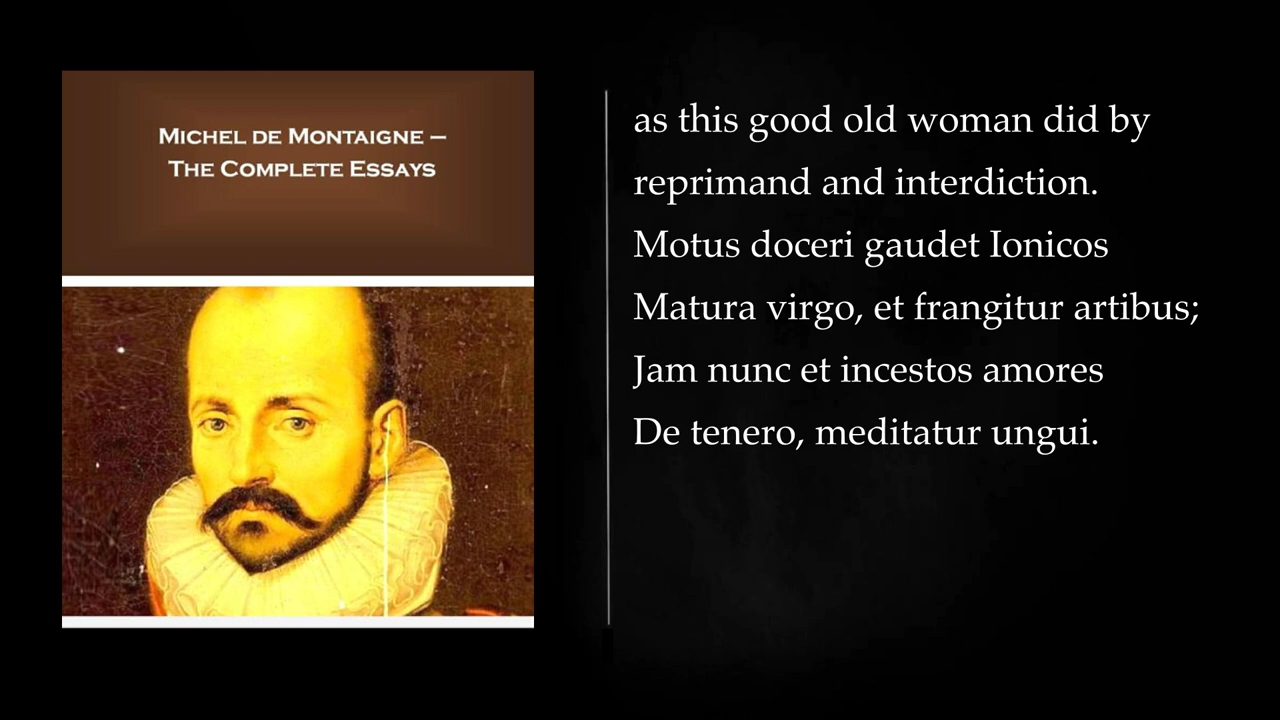 MICHEL DE MONTAIGNE –
THE COMPLETE ESSAYS
as this good old woman did by
reprimand and interdiction.
Motus doceri gaudet Ionicos
Matura virgo, et frangitur artibus;
Jam nunc et incestos amores
De tenero, meditatur ungui.